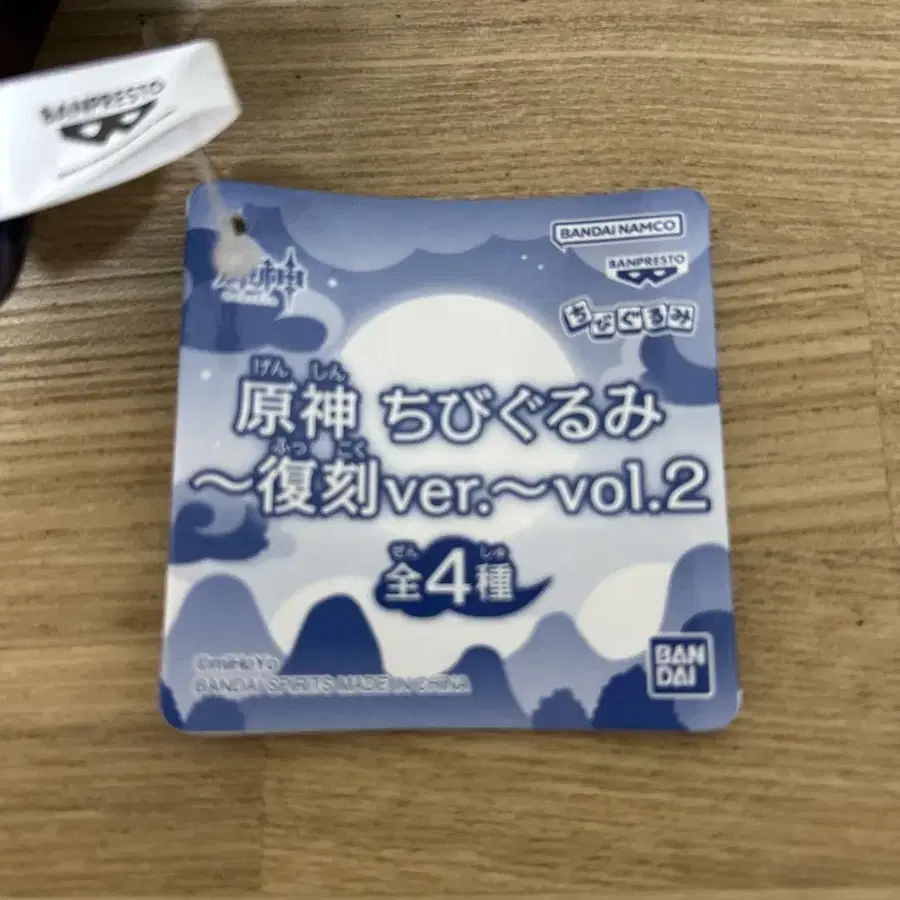 BANPRESTO
BANDAI NAMCO
BANPRESTO
原神
ちびぐるみ
げんしん
原神 ちびぐるみ
ふっこく
~復刻ver.~vol.2
ぜんしゅ
全4種
©miHoYo
BANDAI SPIRITS MADE IN CHINA
BAN
DAI